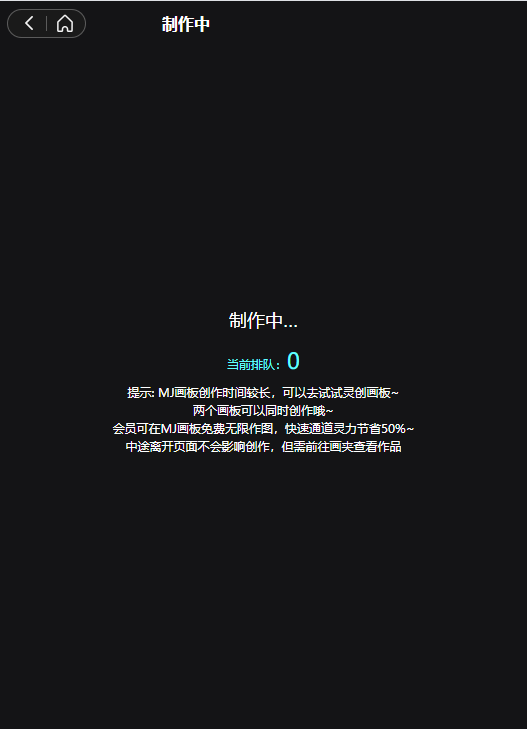 制作中
制作中...
当前排队：0
提示: MJ画板创作时间较长，可以去试试灵创画板~
两个画板可以同时创作哦~
会员可在MJ画板免费无限作图，快速通道灵力节省50%~
中途离开页面不会影响创作，但需前往画夹查看作品